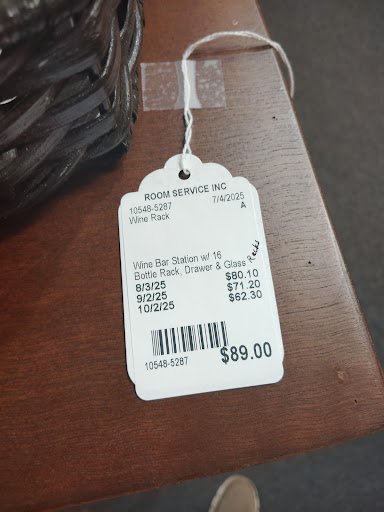 ROOM SERVICE INC
10548-5287 7/4/2025
Wine Rack A
Wine Bar Station w/ 16
Bottle Rack, Drawer & Glass Racks
8/3/25 $80.10
9/2/25 $71.20
10/2/25 $62.30
10548-5287 $89.00